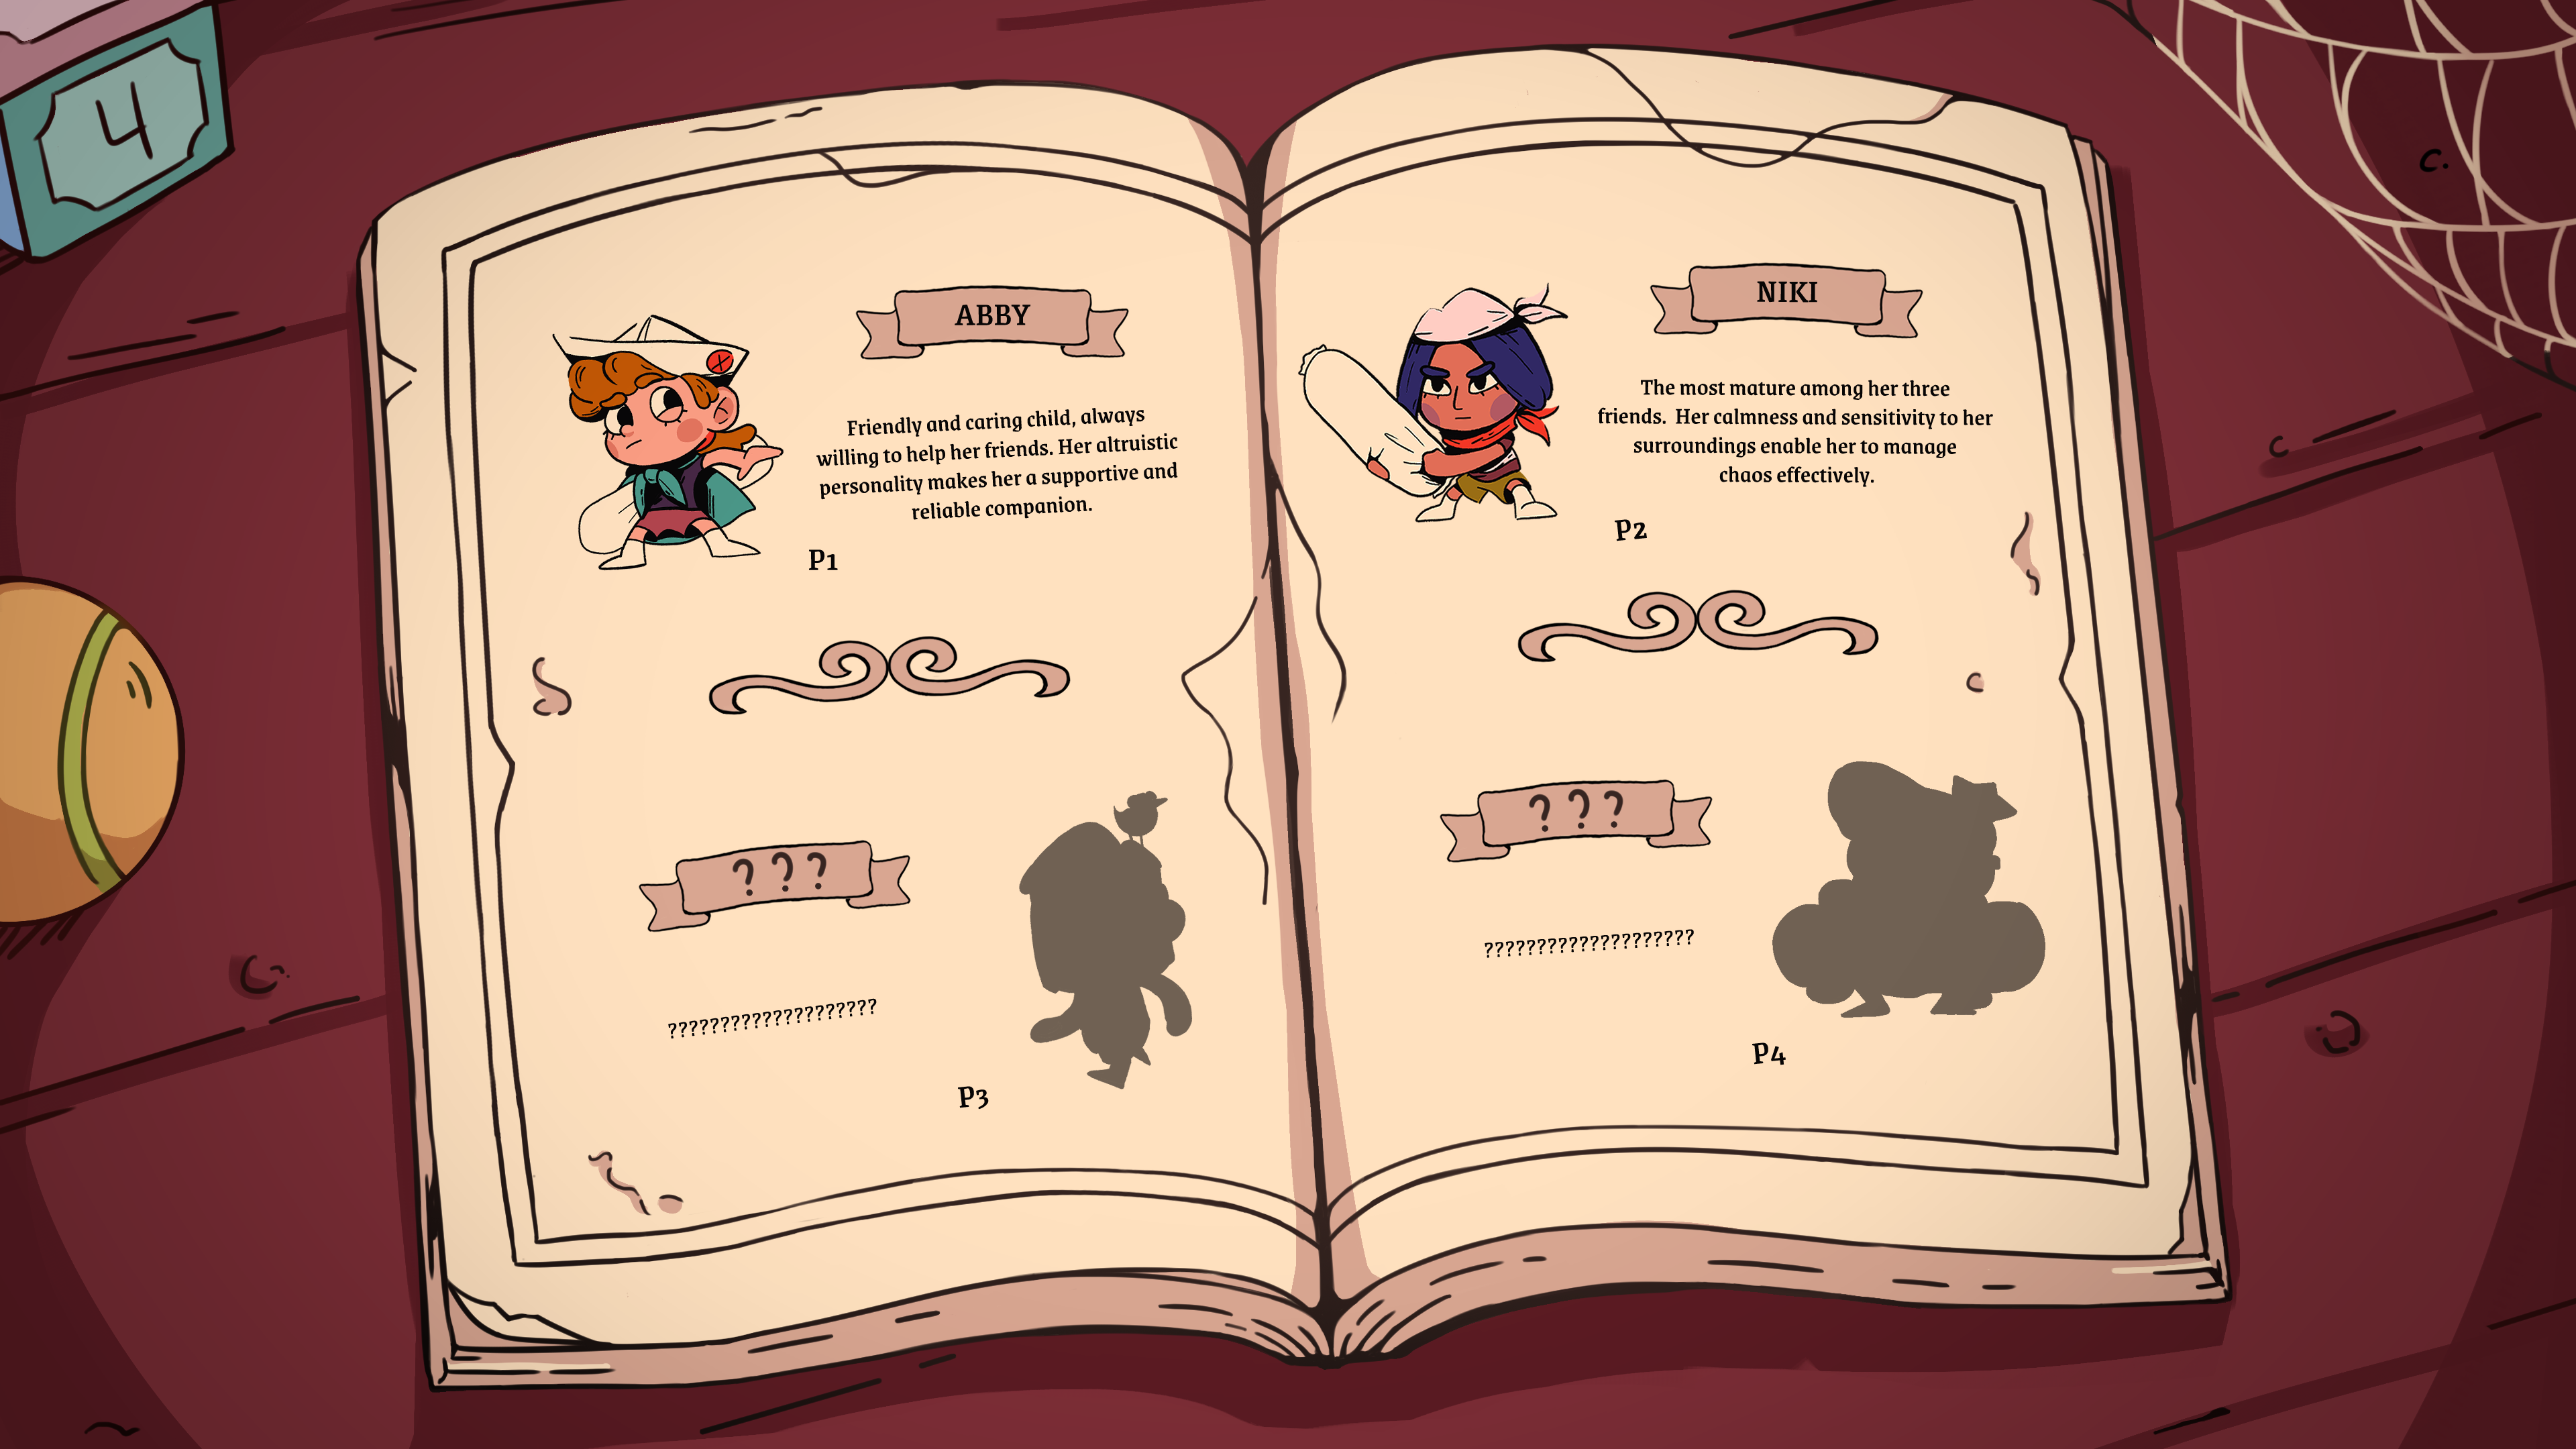 4
ABBY
Friendly and caring child, always
willing to help her friends. Her altruistic
personality makes her a supportive and
reliable companion.
P1
? ? ?
????????????????????
P3
NIKI
The most mature among her three
friends. Her calmness and sensitivity to her
surroundings enable her to manage
chaos effectively.
P2
? ? ?
????????????????????
P4